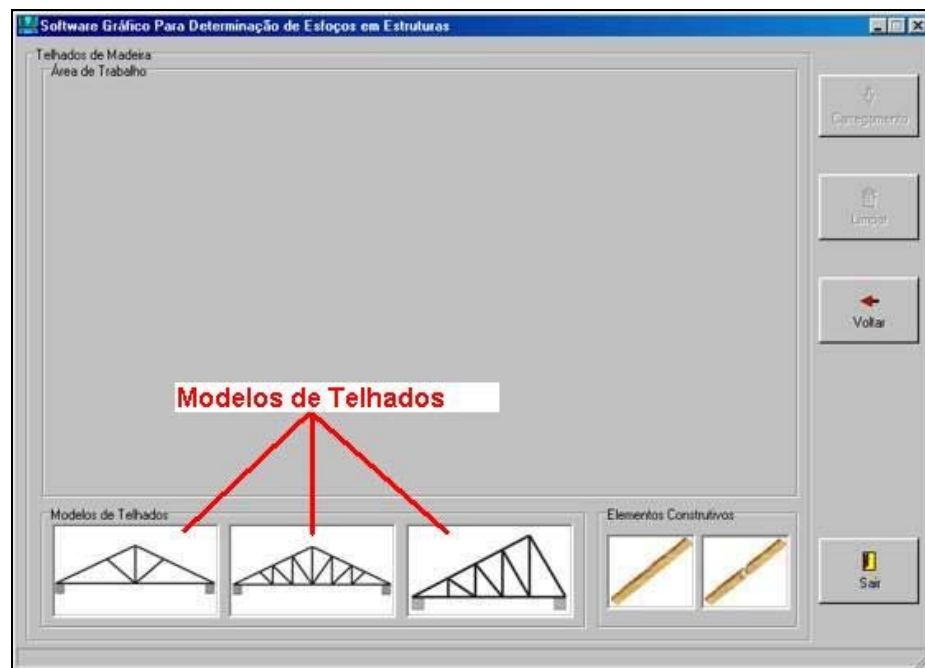 Software Gráfico Para Determinação de Esfoços em Estruturas
Telhados de Madeira
Área de Trabalho
Carregamento
Limpar
Voltar
Modelos de Telhados
Modelos de Telhados
Elementos Construtivos
Sair